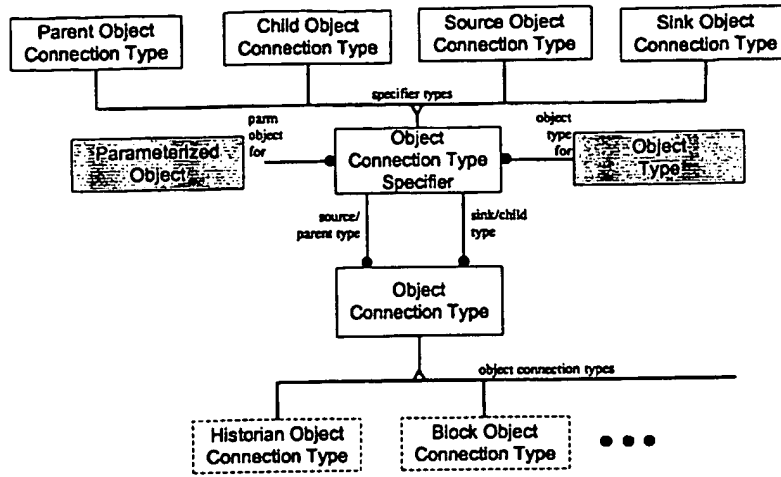 Parent Object
Connection Type
Child Object
Connection Type
Source Object
Connection Type
Sink Object
Connection Type
specifier types
parm
object
for
object
type
for
Parameterized
Object
Object
Connection Type
Specifier
Object
Type
source/
parent type
sink/child
type
Object
Connection Type
object connection types
Historian Object
Connection Type
Block Object
Connection Type